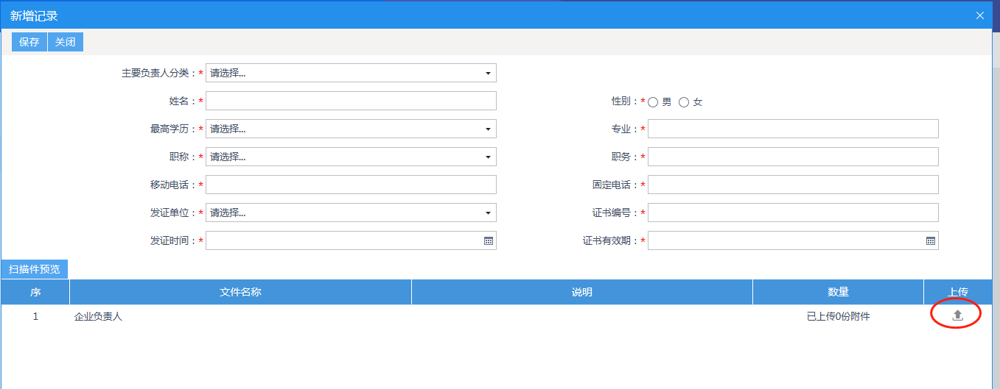 新增记录
保存 关闭
主要负责人分类：* 请选择...
姓名：* 性别：* 男 女
最高学历：* 请选择... 专业：*
职称：* 请选择... 职务：*
移动电话：* 固定电话：*
发证单位：* 请选择... 证书编号：*
发证时间：* 证书有效期：*
扫描件预览
序 文件名称 说明 数量 上传
1 企业负责人 已上传0份附件